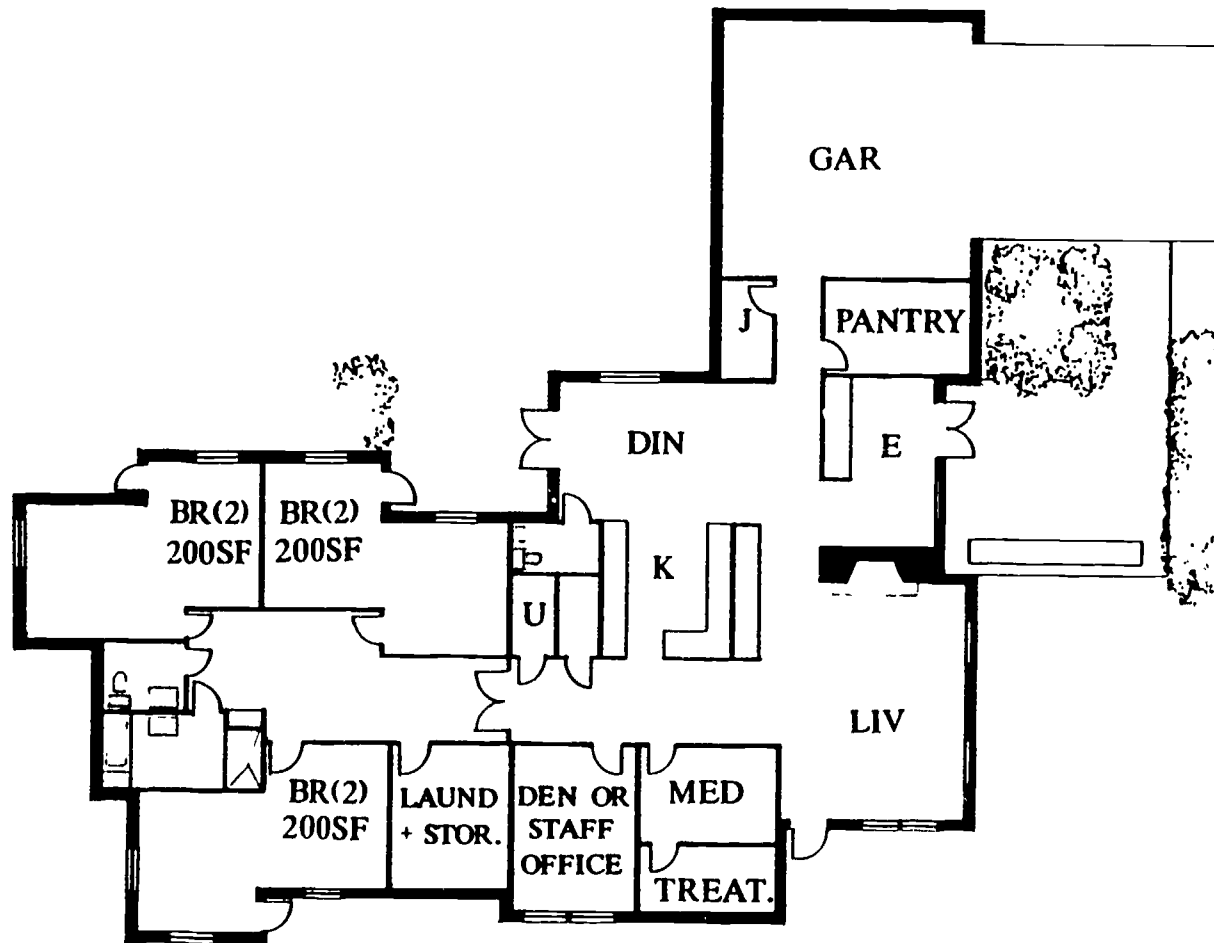 GAR
J
PANTRY
DIN
E
BR(2)
200SF
BR(2)
200SF
K
U
LIV
BR(2)
200SF
LAUND
+ STOR.
DEN OR
STAFF
OFFICE
MED
TREAT.